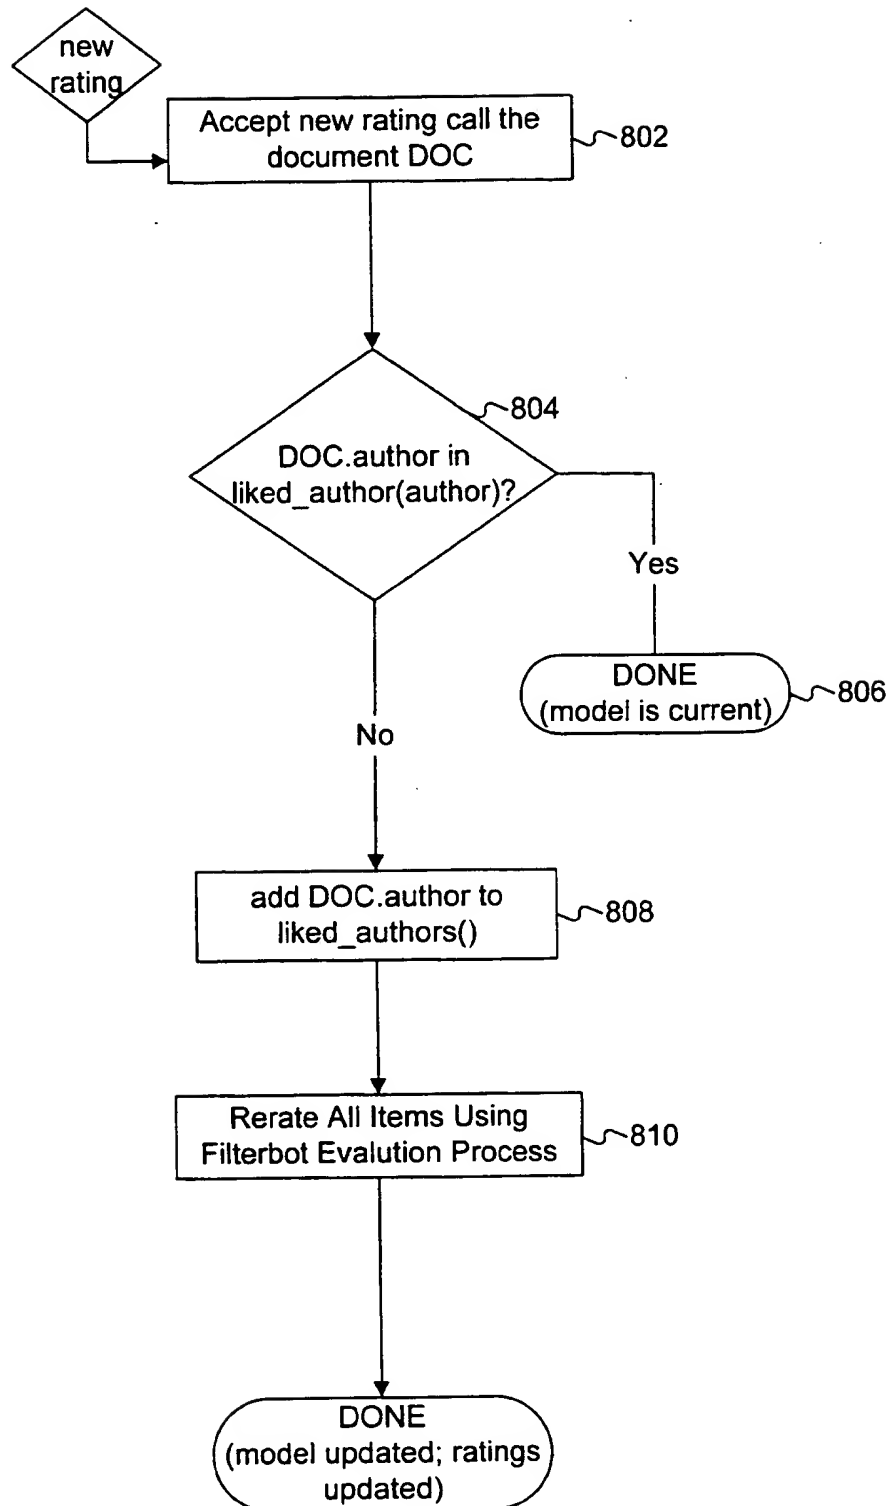 new
rating
Accept new rating call the
document DOC
802
804
DOC.author in
liked_author(author)?
Yes
DONE
(model is current)
806
No
add DOC.author to
liked_authors()
808
Rerate All Items Using
Filterbot Evalution Process
810
DONE
(model updated; ratings
updated)